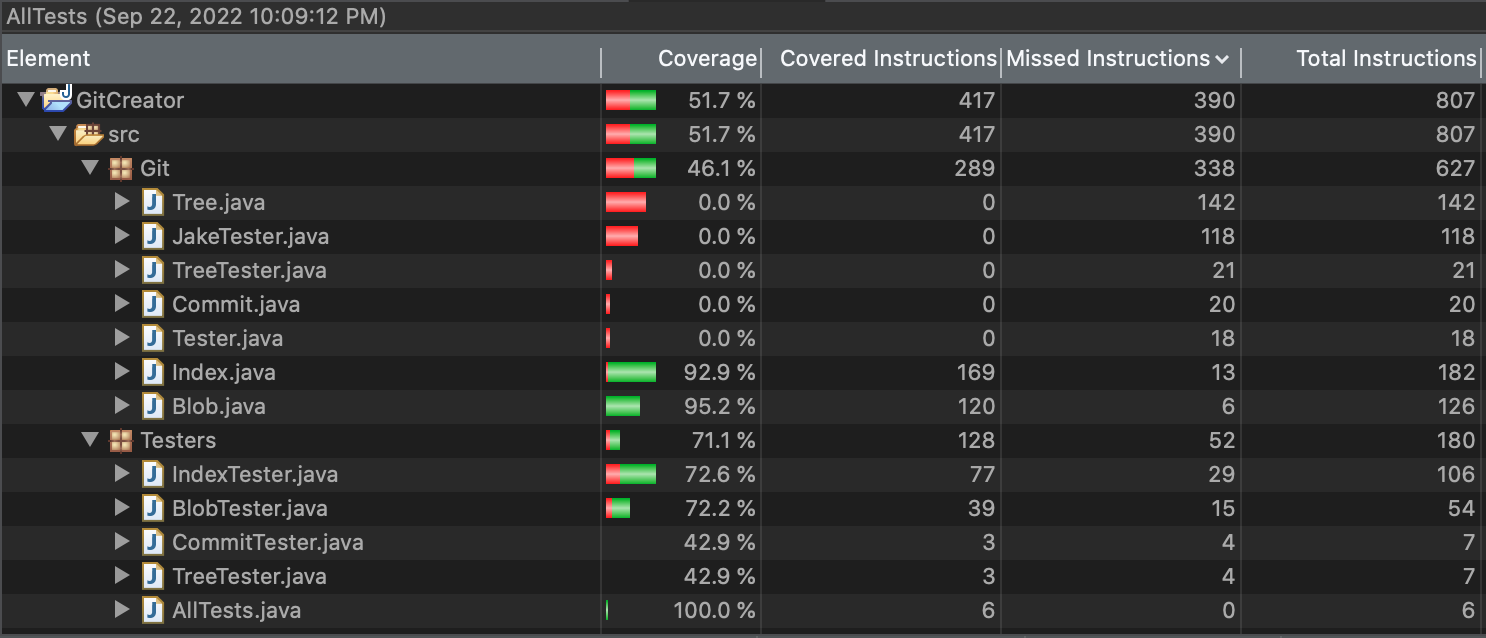 AllTests (Sep 22, 2022 10:09:12 PM)
Element Coverage Covered Instructions Missed Instructions Total Instructions
GitCreator 51.7 % 417 390 807
src 51.7 % 417 390 807
Git 46.1 % 289 338 627
Tree.java 0.0 % 0 142 142
JakeTester.java 0.0 % 0 118 118
TreeTester.java 0.0 % 0 21 21
Commit.java 0.0 % 0 20 20
Tester.java 0.0 % 0 18 18
Index.java 92.9 % 169 13 182
Blob.java 95.2 % 120 6 126
Testers 71.1 % 128 52 180
IndexTester.java 72.6 % 77 29 106
BlobTester.java 72.2 % 39 15 54
CommitTester.java 42.9 % 3 4 7
TreeTester.java 42.9 % 3 4 7
AllTests.java 100.0 % 6 0 6